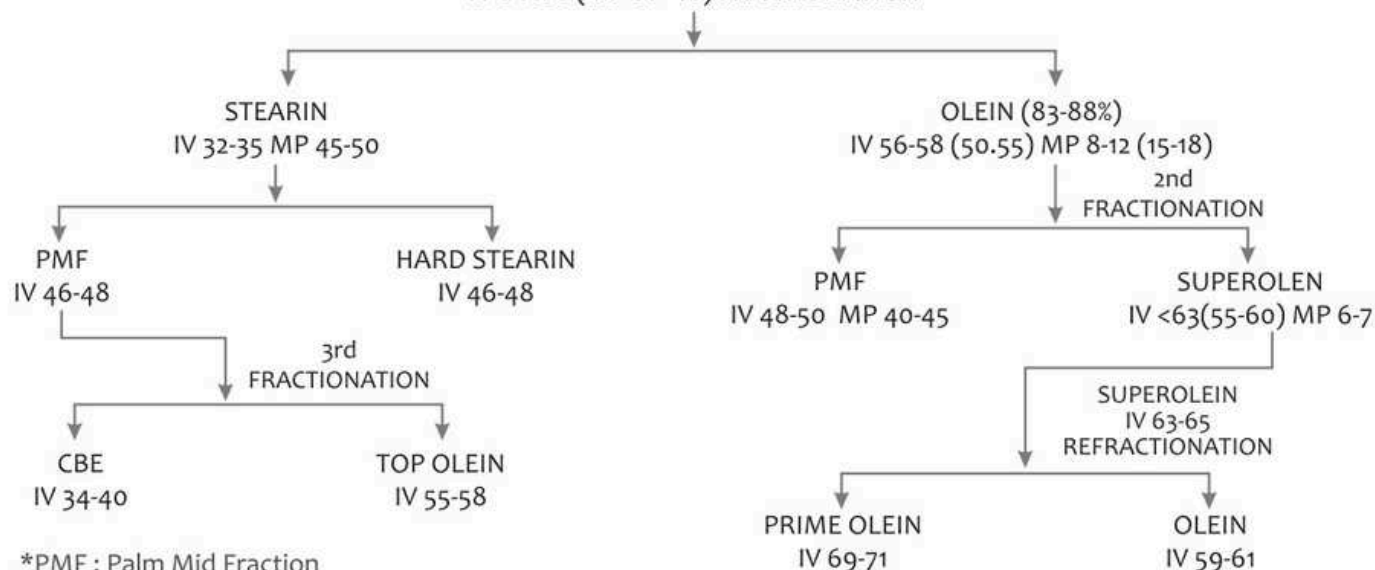 STEARIN
IV 32-35 MP 45-50
OLEIN (83-88%)
IV 56-58 (50.55) MP 8-12 (15-18)
2nd
FRACTIONATION
PMF
IV 46-48
HARD STEARIN
IV 46-48
PMF
IV 48-50 MP 40-45
SUPEROLEN
IV <63(55-60) MP 6-7
3rd
FRACTIONATION
SUPEROLEIN
IV 63-65
REFRACTIONATION
CBE
IV 34-40
TOP OLEIN
IV 55-58
PRIME OLEIN
IV 69-71
OLEIN
IV 59-61
*PMF : Palm Mid Fraction